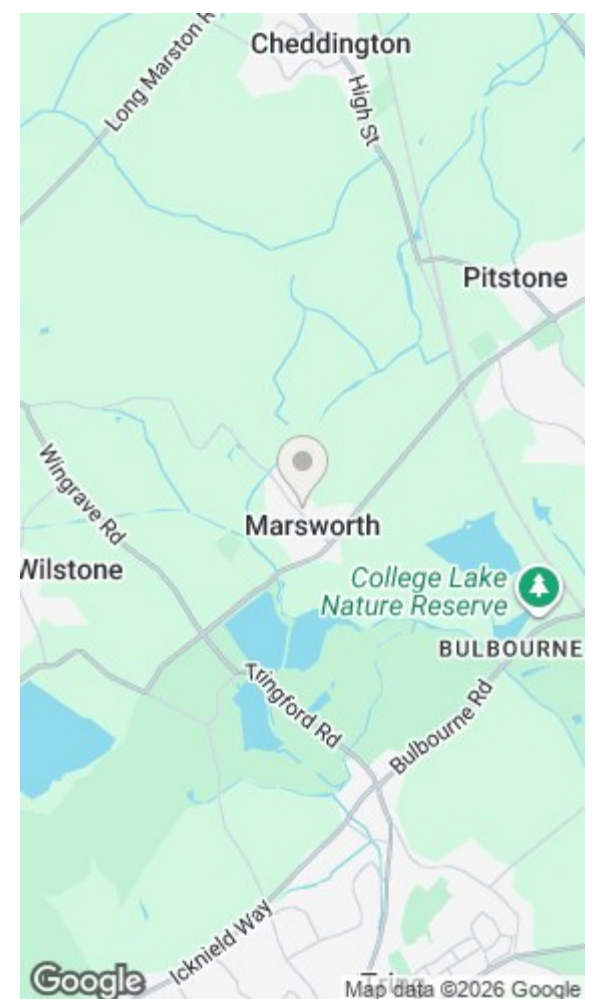 Cheddington
Long Marston R
High St
Pitstone
Wingrave Rd
Marsworth
Wilstone
College Lake
Nature Reserve
BULBOURNE
Tringford Rd
Bulbourne Rd
Icknield Way
Tring
Google
Map data ©2026 Google